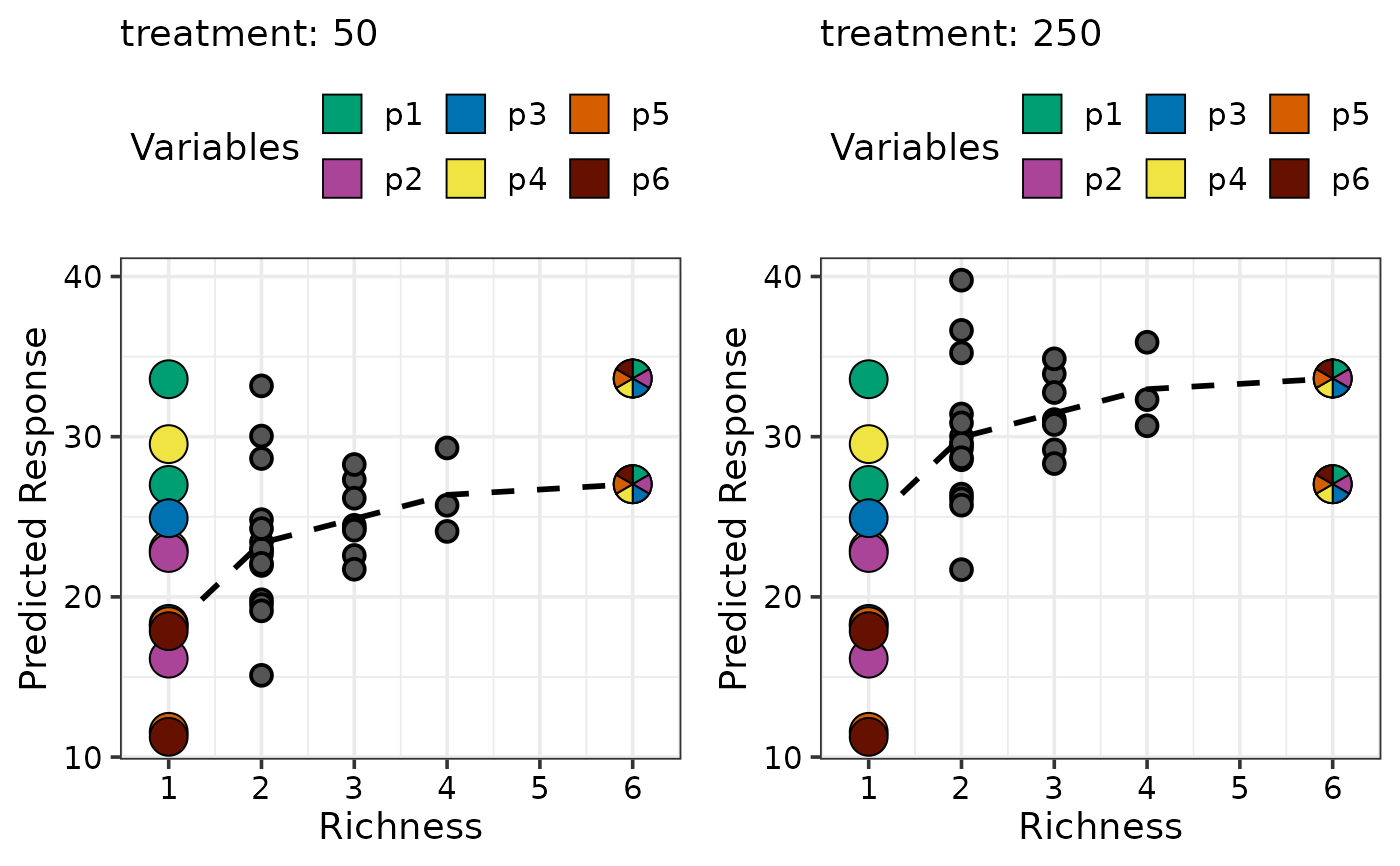 treatment: 50
Variables
p1 p3 p5
p2 p4 p6
Predicted Response
40
30
20
10
1 2 3 4 5 6
Richness
treatment: 250
Variables
p1 p3 p5
p2 p4 p6
Predicted Response
40
30
20
10
1 2 3 4 5 6
Richness